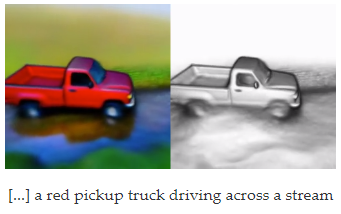 [...] a red pickup truck driving across a stream